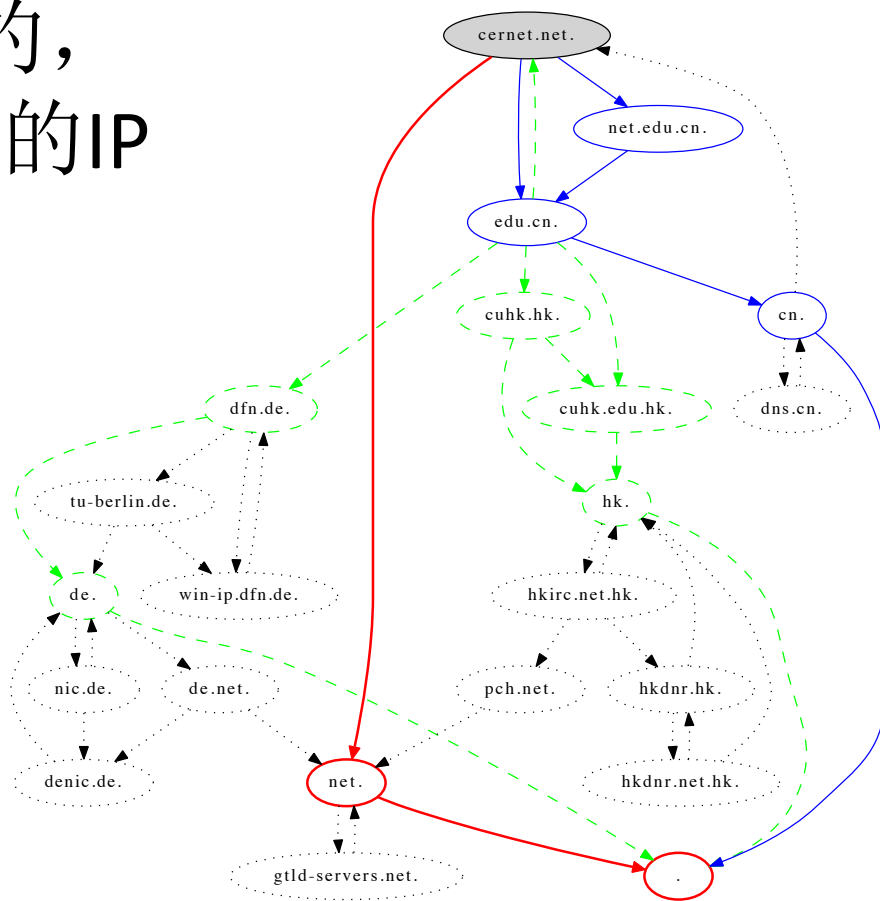 的，
的IP
cernet.net.
net.edu.cn.
edu.cn.
cuhk.hk.
cn.
dfn.de.
cuhk.edu.hk.
dns.cn.
tu-berlin.de.
hk.
de.
win-ip.dfn.de.
hkirc.net.hk.
nic.de.
de.net.
pch.net.
hkdnr.hk.
denic.de.
net.
hkdnr.net.hk.
gtld-servers.net.
.